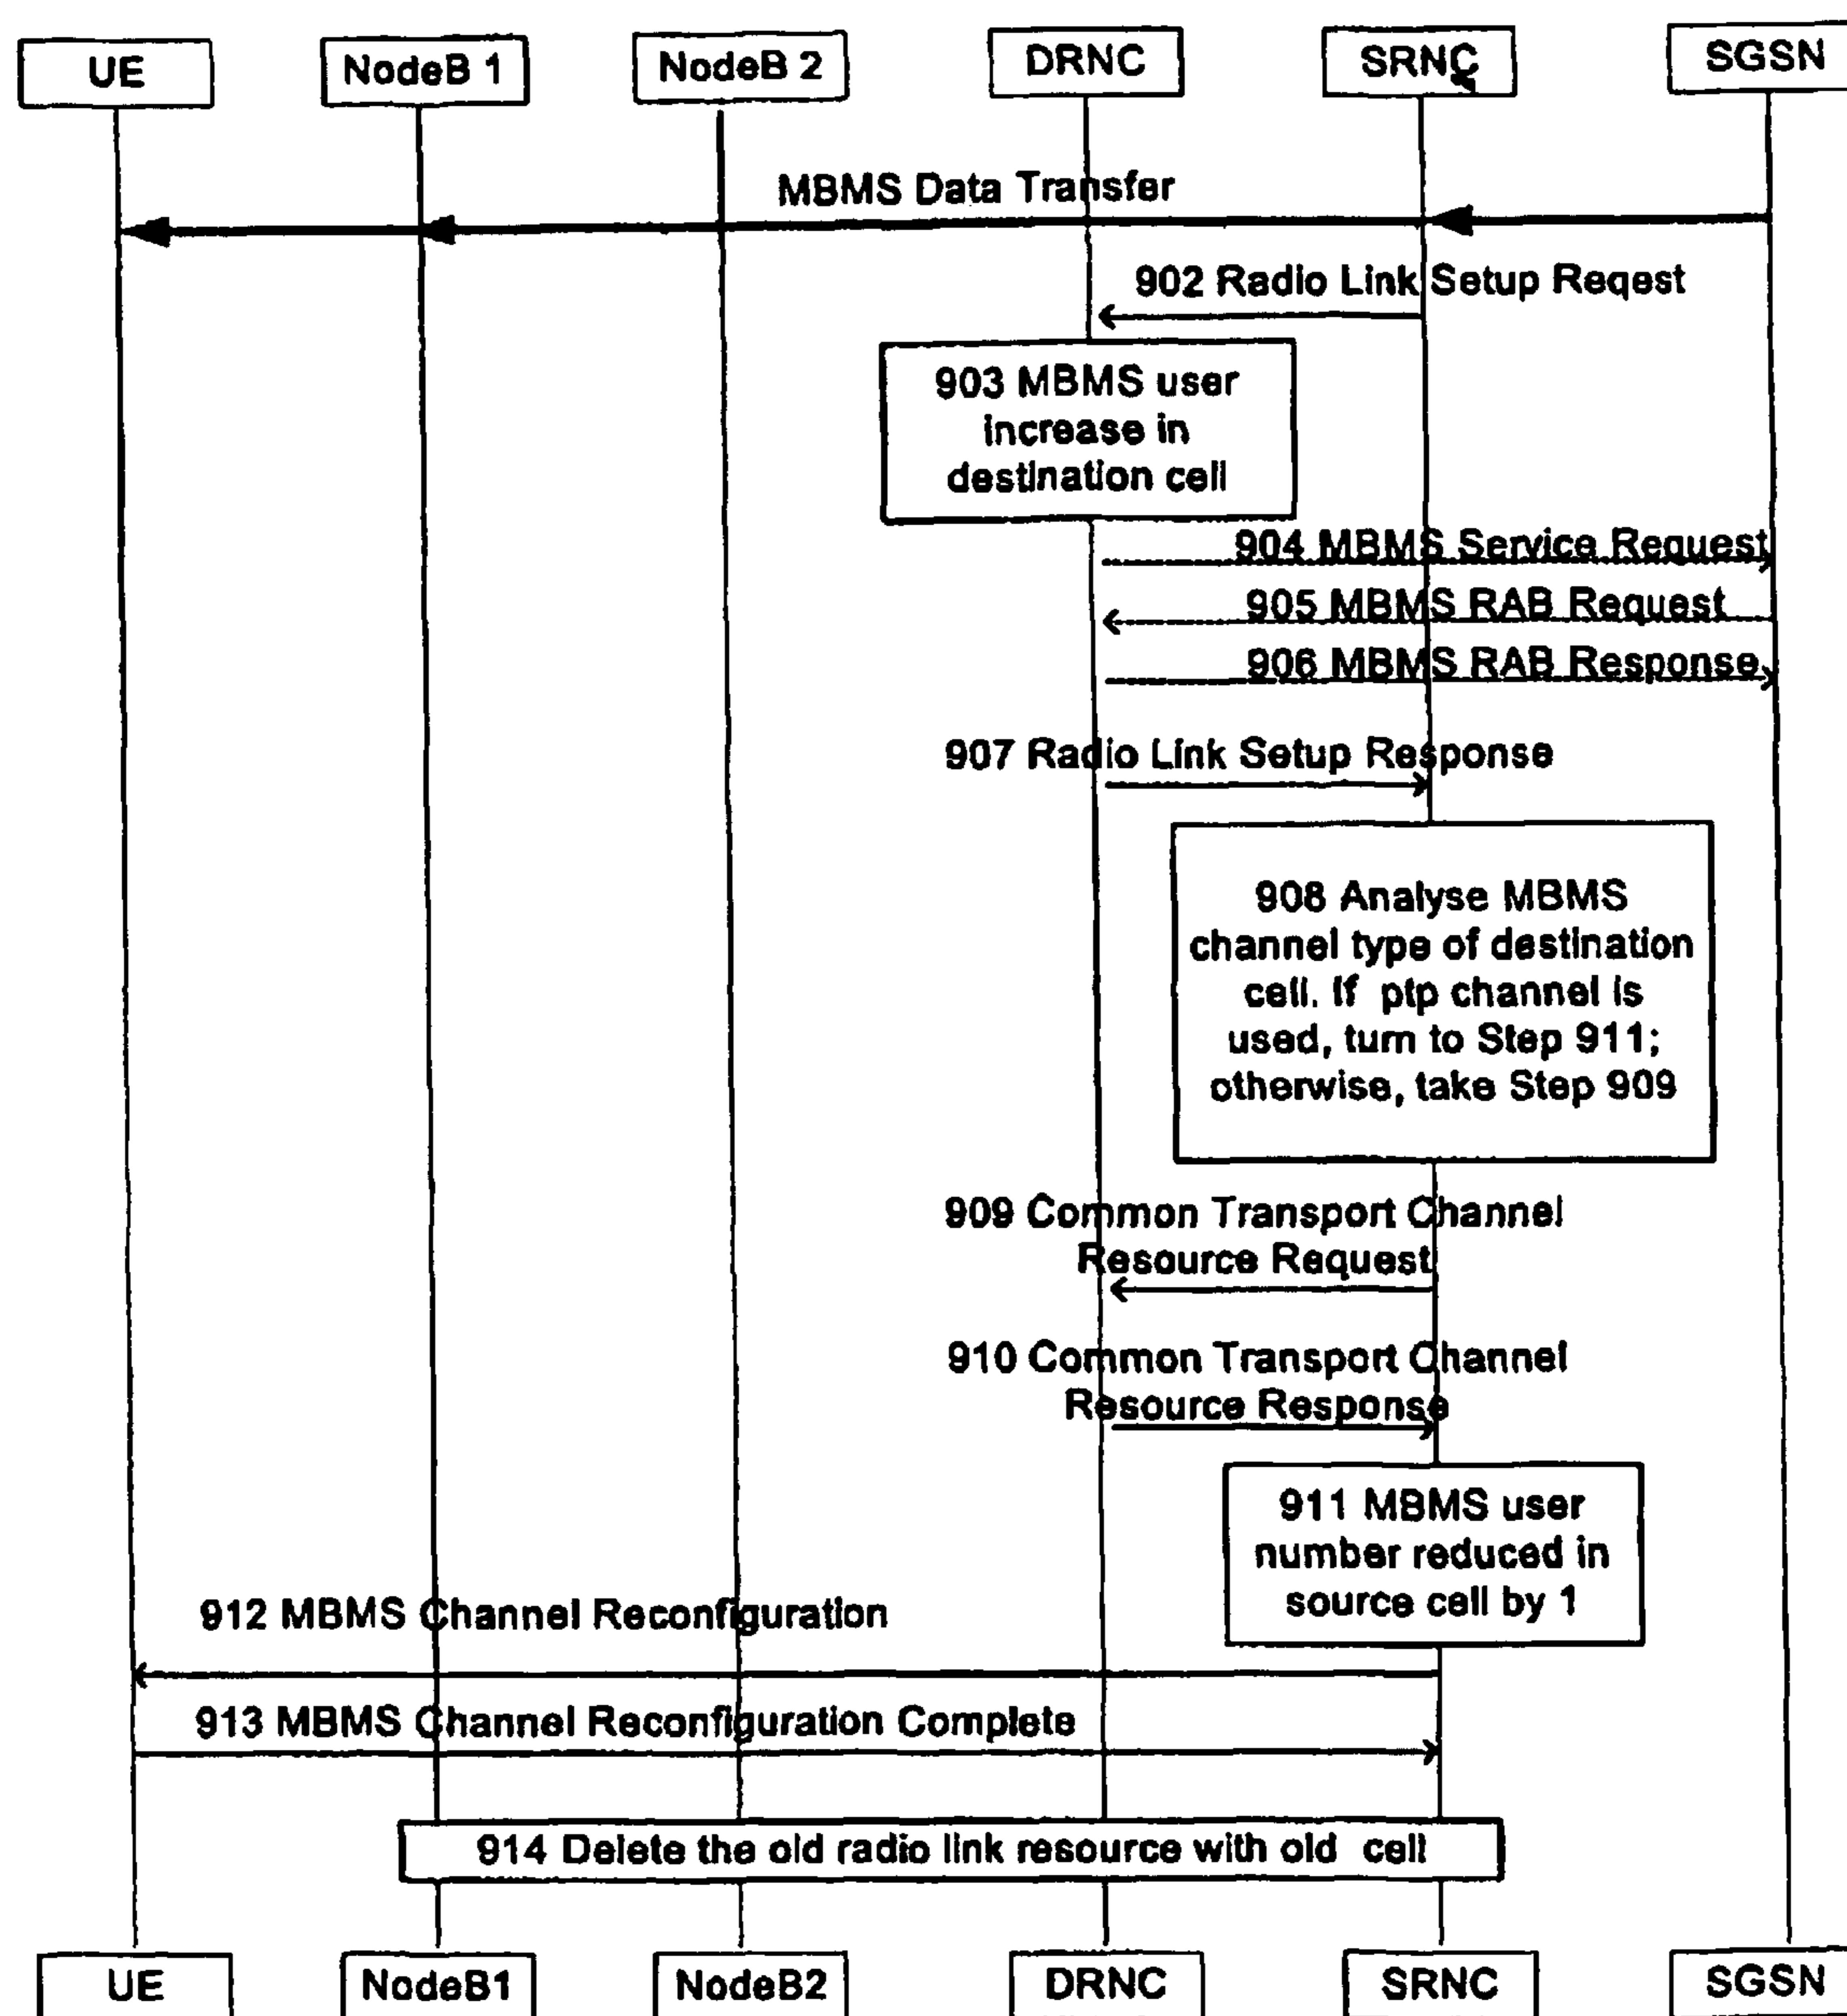 UE
NodeB 1
NodeB 2
DRNC
SRNC
SGSN
MBMS Data Transfer
902 Radio Link Setup Reqest
903 MBMS user
increase in
destination cell
904 MBMS Service Request
905 MBMS RAB Request
906 MBMS RAB Response
907 Radio Link Setup Response
908 Analyse MBMS
channel type of destination
cell. If ptp channel is
used, turn to Step 911;
otherwise, take Step 909
909 Common Transport Channel
Resource Request
910 Common Transport Channel
Resource Response
911 MBMS user
number reduced in
source cell by 1
912 MBMS Channel Reconfiguration
913 MBMS Channel Reconfiguration Complete
914 Delete the old radio link resource with old cell
UE
NodeB1
NodeB2
DRNC
SRNC
SGSN